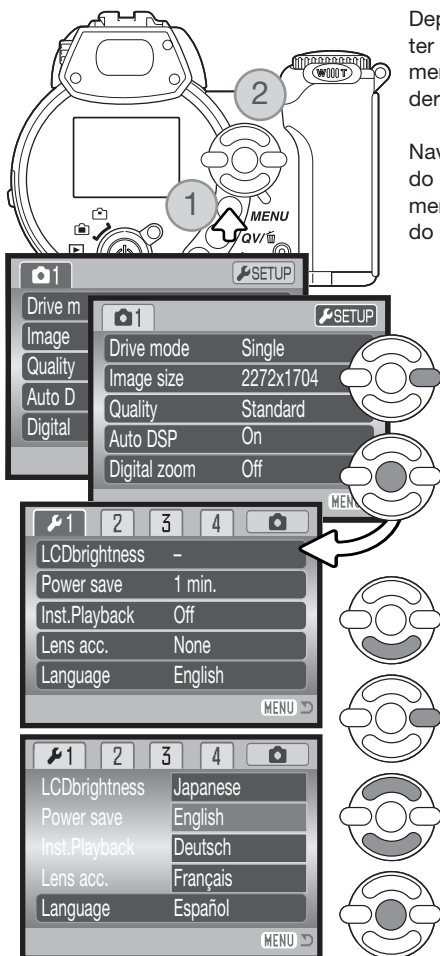 Dep
ter
mer
der
Nav
do
mer
do
W T
2
1
MENU
QV/
1 SETUP
Drive m
Image
Quality
Auto D
Digital
1 SETUP
Drive mode Single
Image size 2272x1704
Quality Standard
Auto DSP On
Digital zoom Off
MEN
1 2 3 4
LCDbrightness –
Power save 1 min.
Inst.Playback Off
Lens acc. None
Language English
MENU
1 2 3 4
LCDbrightness Japanese
Power save English
Inst.Playback Deutsch
Lens acc. Français
Language Español
MENU